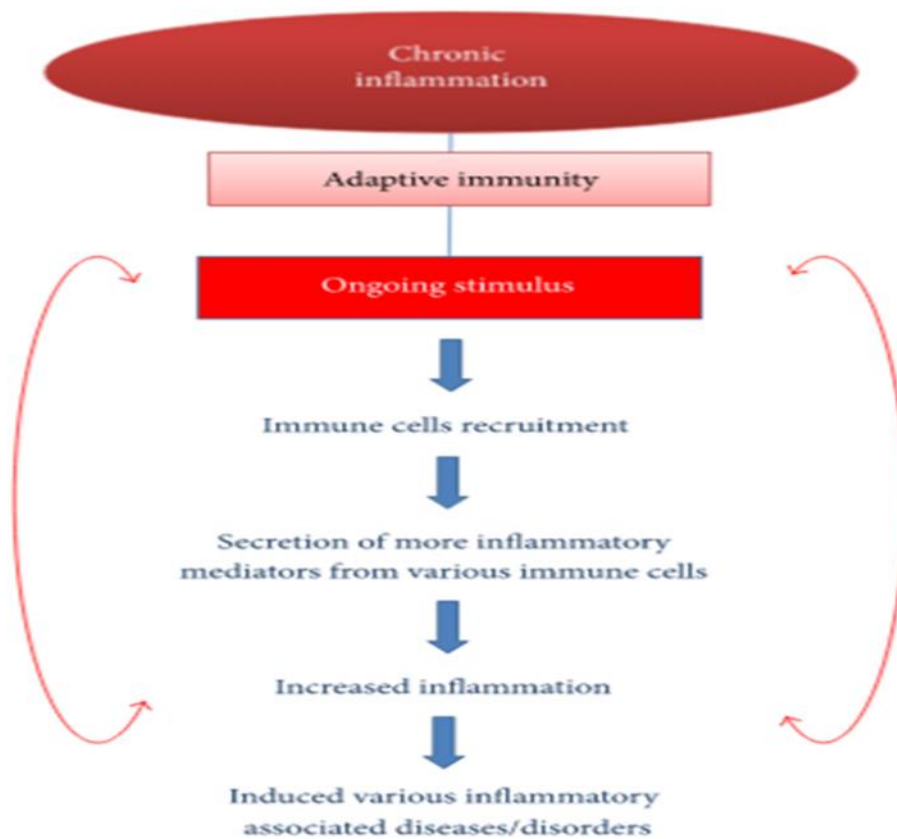 Chronic
inflammation
Adaptive immunity
Ongoing stimulus
Immune cells recruitment
Secretion of more inflammatory
mediators from various immune cells
Increased inflammation
Induced various inflammatory
associated diseases/disorders